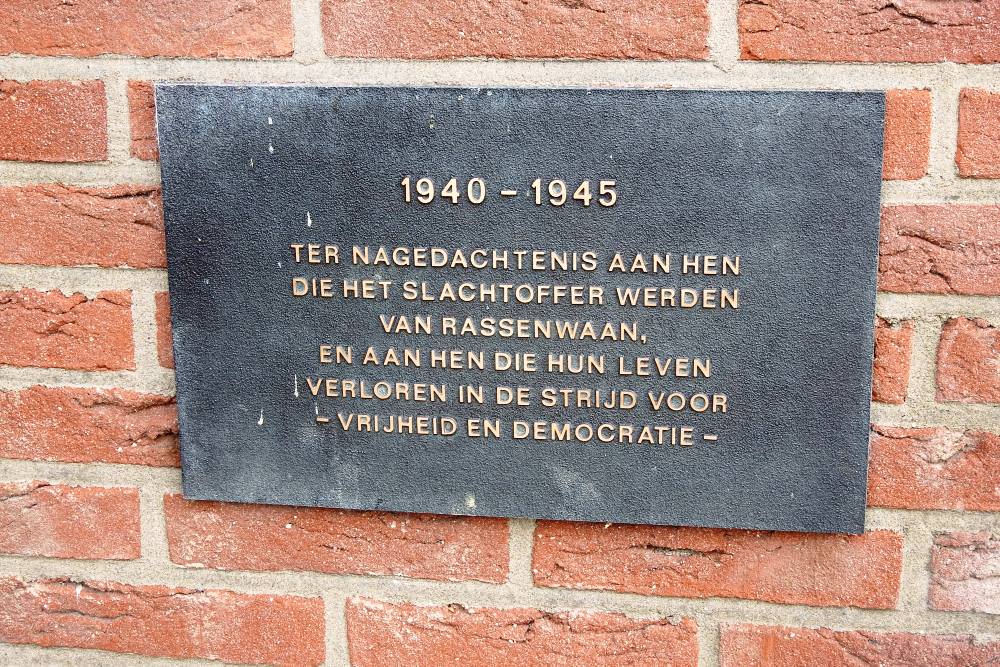 1940 – 1945
TER NAGEDACHTENIS AAN HEN
DIE HET SLACHTOFFER WERDEN
VAN RASSENWAAN,
EN AAN HEN DIE HUN LEVEN
VERLOREN IN DE STRIJD VOOR
– VRIJHEID EN DEMOCRATIE –